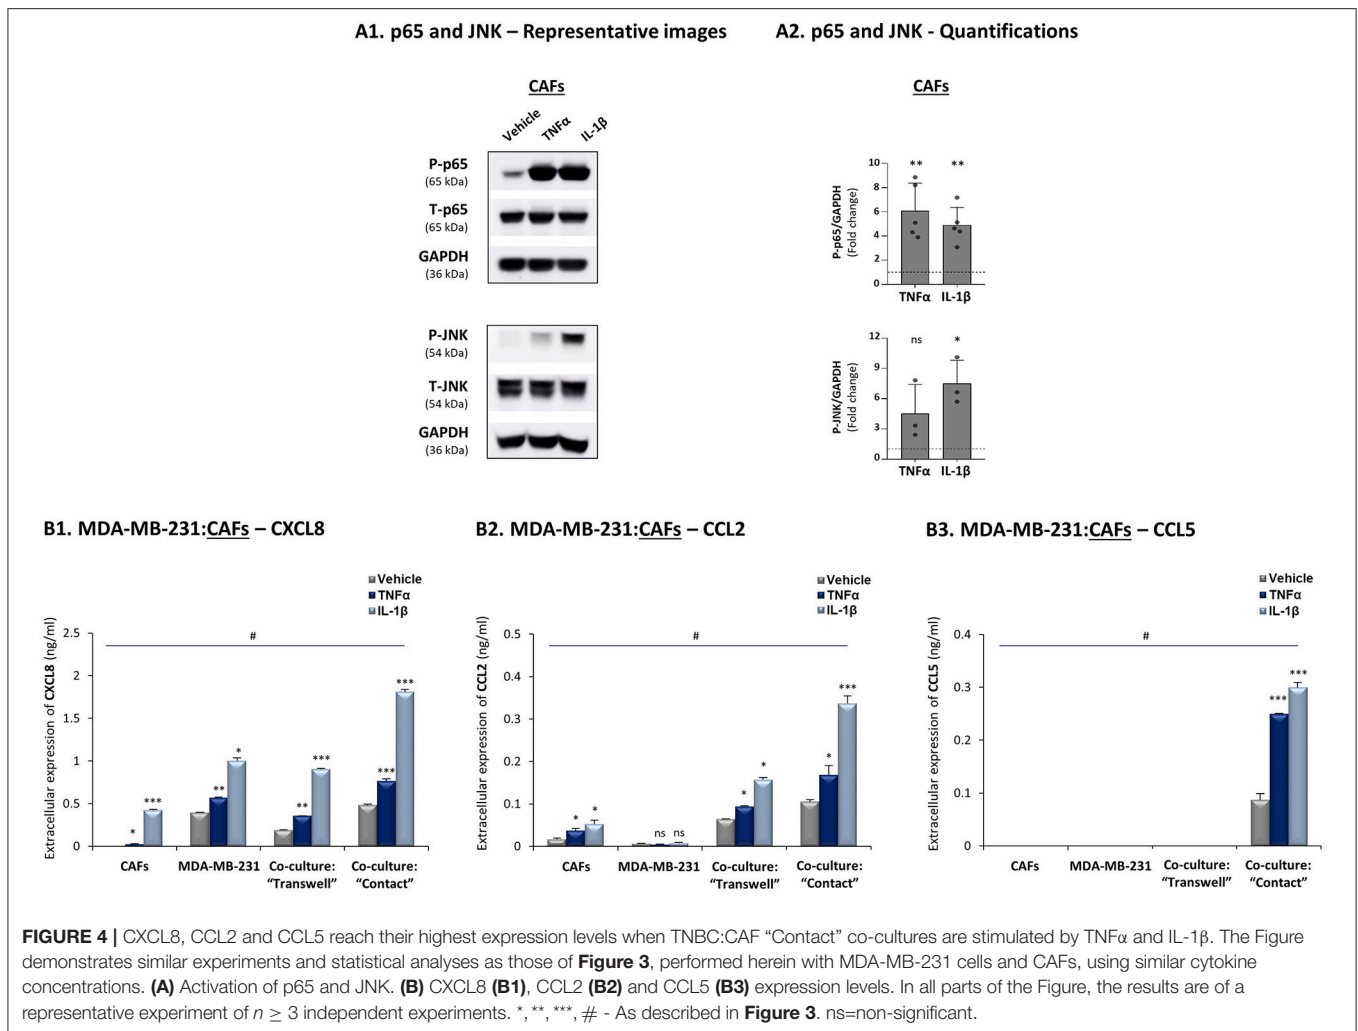 A1. p65 and JNK – Representative images
A2. p65 and JNK - Quantifications
CAFs
Vehicle TNFα IL-1β
P-p65
(65 kDa)
T-p65
(65 kDa)
GAPDH
(36 kDa)
P-JNK
(54 kDa)
T-JNK
(54 kDa)
GAPDH
(36 kDa)
CAFs
P-p65/GAPDH
(Fold change)
10
8
6
4
2
0
** **
TNFα IL-1β
P-JNK/GAPDH
(Fold change)
12
9
6
3
0
ns *
TNFα IL-1β
B1. MDA-MB-231:CAFs – CXCL8
Vehicle
TNFα
IL-1β
Extracellular expression of CXCL8 (ng/ml)
2.5
2
1.5
1
0.5
0
#
* *** ** * ** *** *** ***
CAFs MDA-MB-231 Co-culture: Co-culture:
“Transwell” “Contact”
B2. MDA-MB-231:CAFs – CCL2
Vehicle
TNFα
IL-1β
Extracellular expression of CCL2 (ng/ml)
0.5
0.4
0.3
0.2
0.1
0
#
* * ns ns * * * ***
CAFs MDA-MB-231 Co-culture: Co-culture:
“Transwell” “Contact”
B3. MDA-MB-231:CAFs – CCL5
Vehicle
TNFα
IL-1β
Extracellular expression of CCL5 (ng/ml)
0.4
0.3
0.2
0.1
0
#
*** ***
CAFs MDA-MB-231 Co-culture: Co-culture:
“Transwell” “Contact”
FIGURE 4 | CXCL8, CCL2 and CCL5 reach their highest expression levels when TNBC:CAF “Contact” co-cultures are stimulated by TNFα and IL-1β. The Figure
demonstrates similar experiments and statistical analyses as those of Figure 3, performed herein with MDA-MB-231 cells and CAFs, using similar cytokine
concentrations. (A) Activation of p65 and JNK. (B) CXCL8 (B1), CCL2 (B2) and CCL5 (B3) expression levels. In all parts of the Figure, the results are of a
representative experiment of n ≥ 3 independent experiments. *, **, ***, # - As described in Figure 3. ns=non-significant.